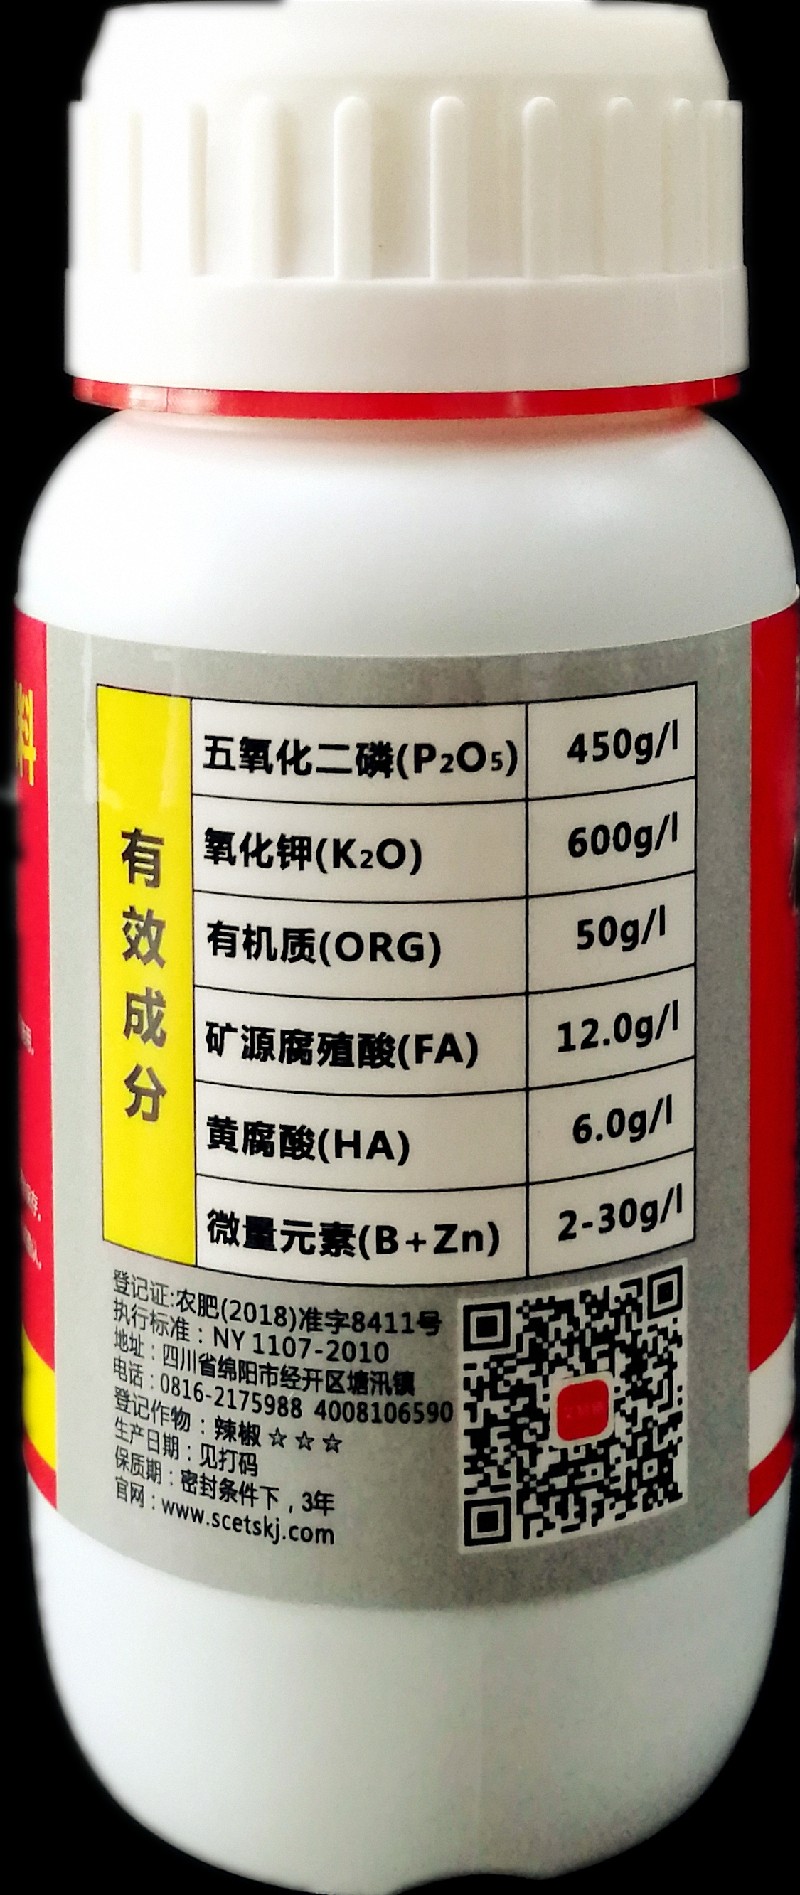 料
有效成分
五氧化二磷(P₂O₅) 450g/l
氧化钾(K₂O) 600g/l
有机质(ORG) 50g/l
矿源腐殖酸(FA) 12.0g/l
黄腐酸(HA) 6.0g/l
微量元素(B+Zn) 2-30g/l
登记证:农肥(2018)准字8411号
执行标准：NY 1107-2010
地址：四川省绵阳市经开区塘汛镇
电话：0816-2175988 4008106590
登记作物：辣椒☆☆☆
生产日期：见打码
保质期：密封条件下，3年
官网：www.scetskj.com